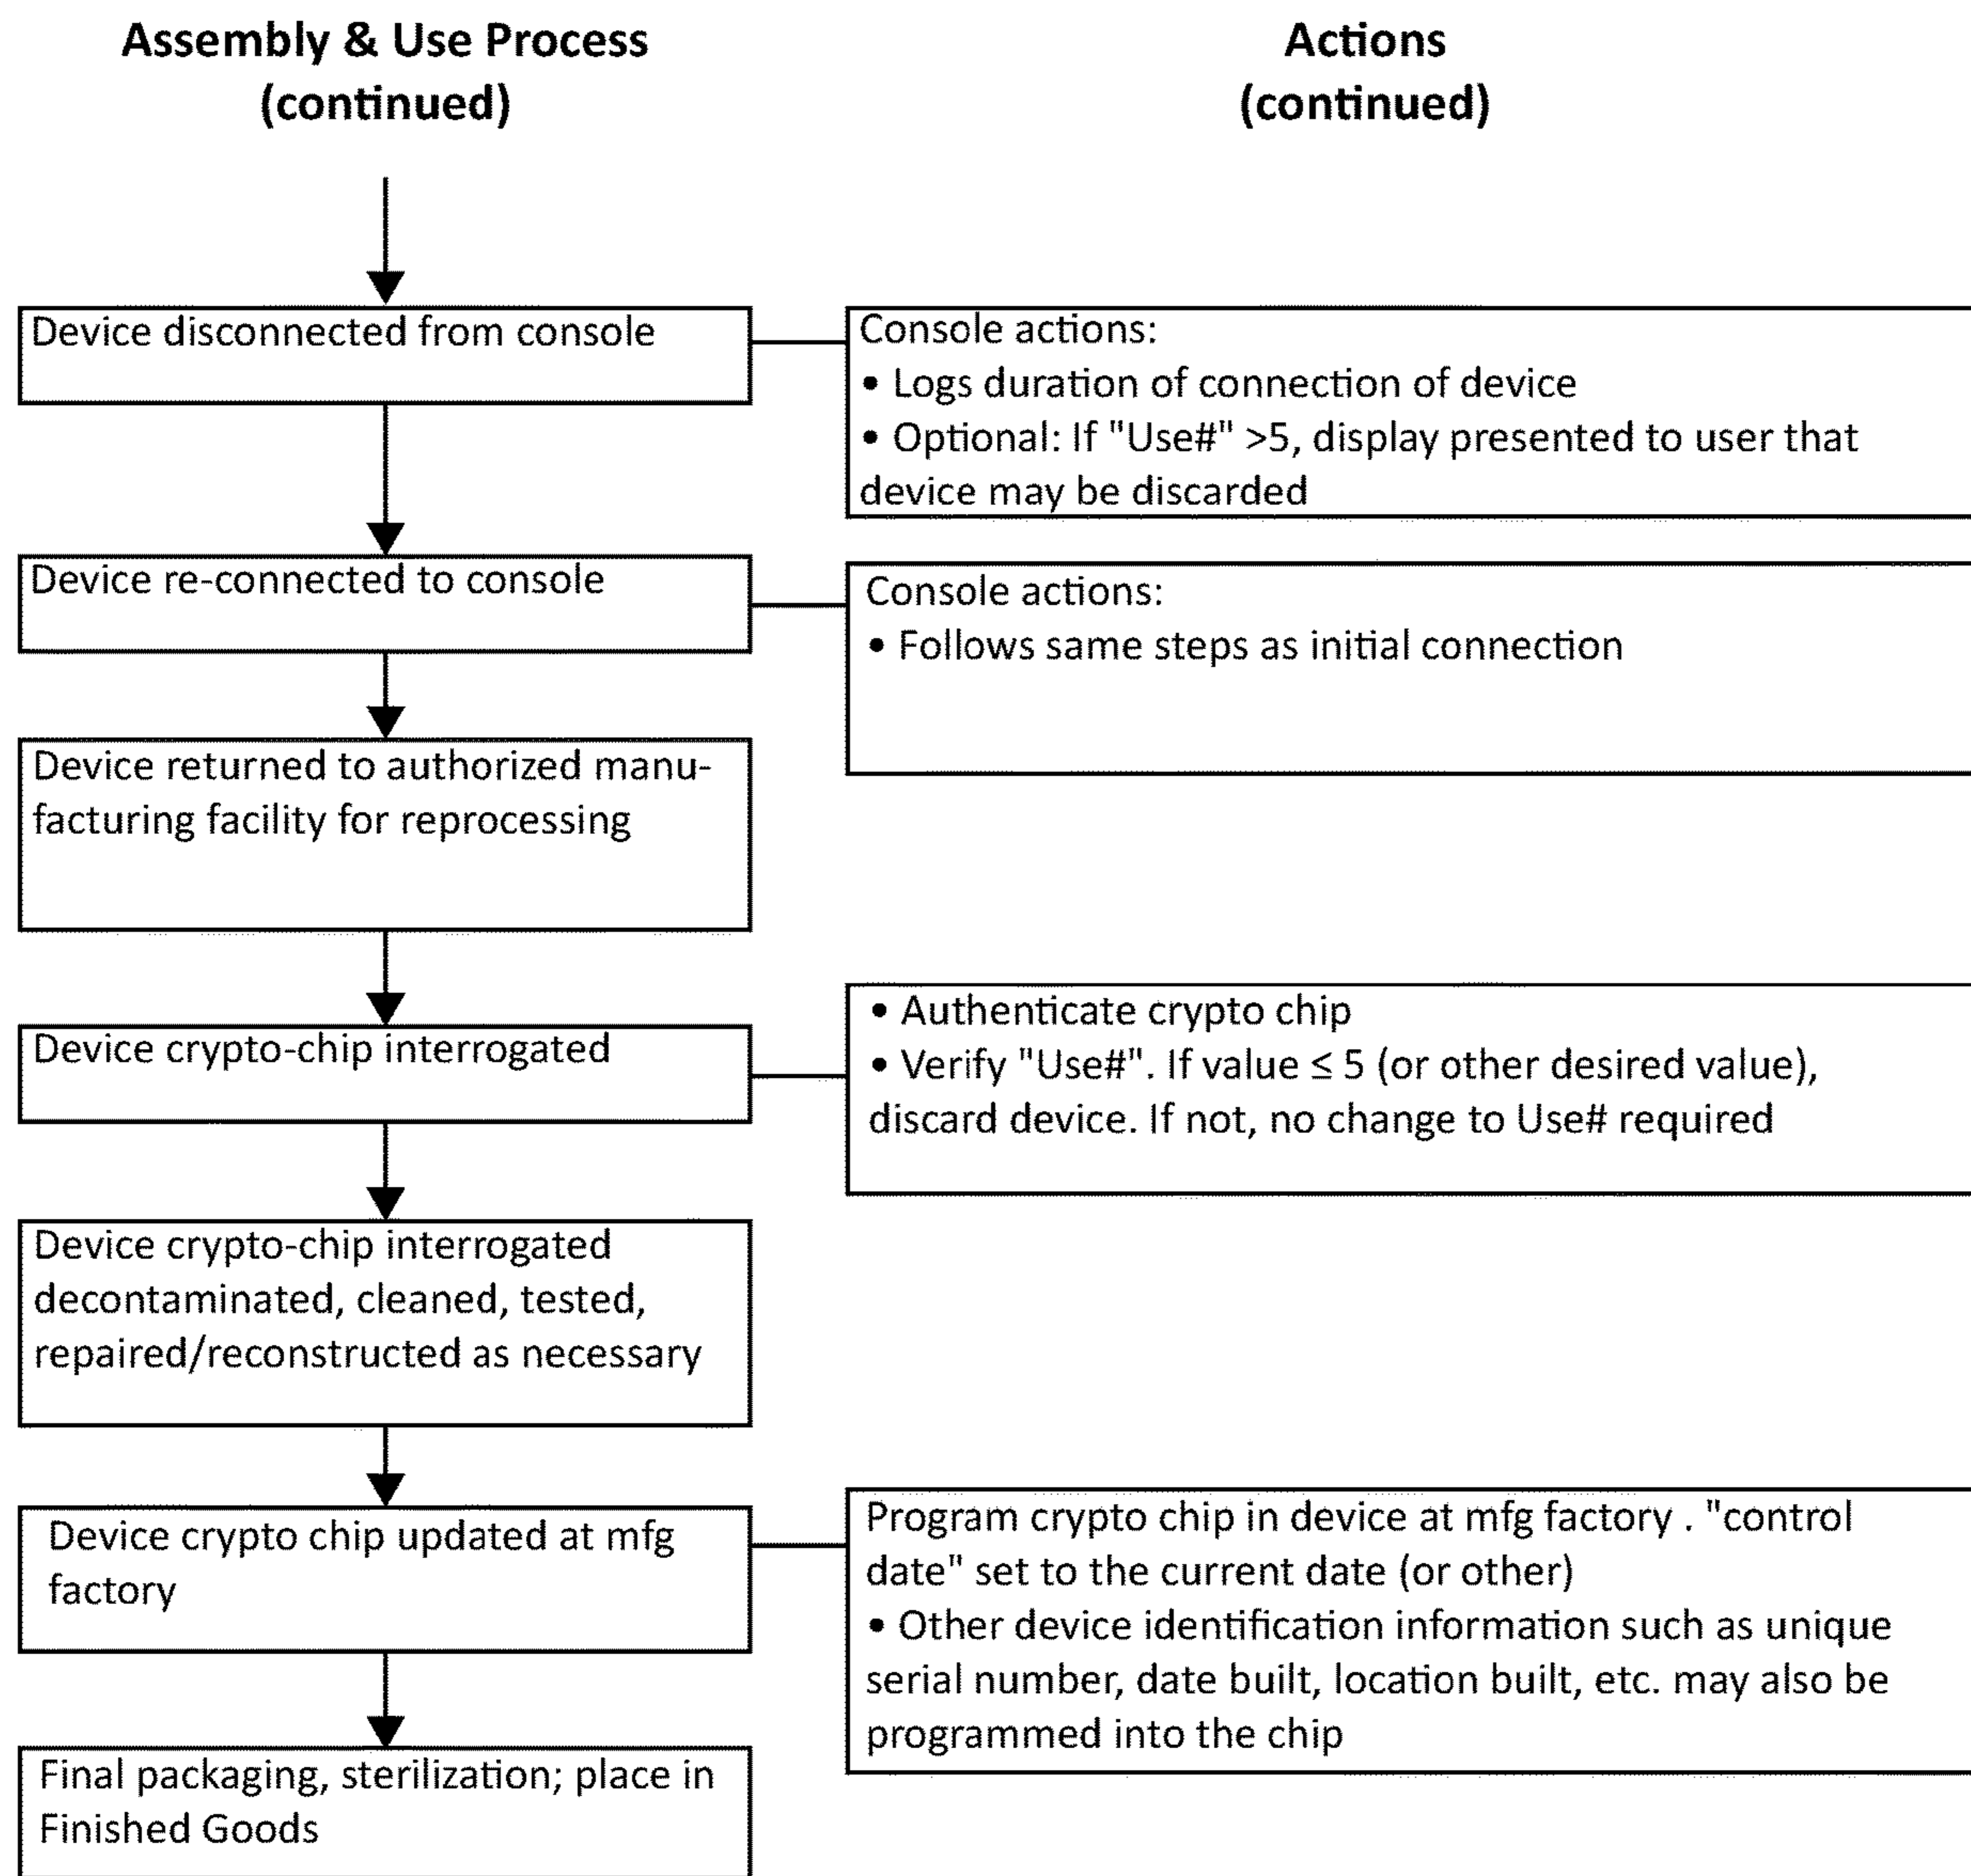 Assembly & Use Process
(continued)
Actions
(continued)
Device disconnected from console
Console actions:
• Logs duration of connection of device
• Optional: If "Use#" >5, display presented to user that
device may be discarded
Device re-connected to console
Console actions:
• Follows same steps as initial connection
Device returned to authorized manu-
facturing facility for reprocessing
Device crypto-chip interrogated
• Authenticate crypto chip
• Verify "Use#". If value ≤ 5 (or other desired value),
discard device. If not, no change to Use# required
Device crypto-chip interrogated
decontaminated, cleaned, tested,
repaired/reconstructed as necessary
Device crypto chip updated at mfg
factory
Program crypto chip in device at mfg factory . "control
date" set to the current date (or other)
• Other device identification information such as unique
serial number, date built, location built, etc. may also be
programmed into the chip
Final packaging, sterilization; place in
Finished Goods